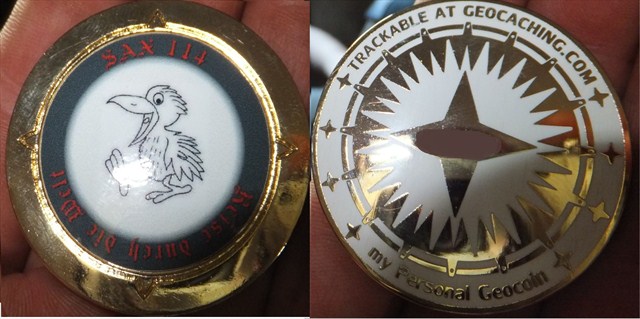 SAX 114
Reise durch die Welt
TRACKABLE AT GEOCACHING.COM
my Personal Geocoin